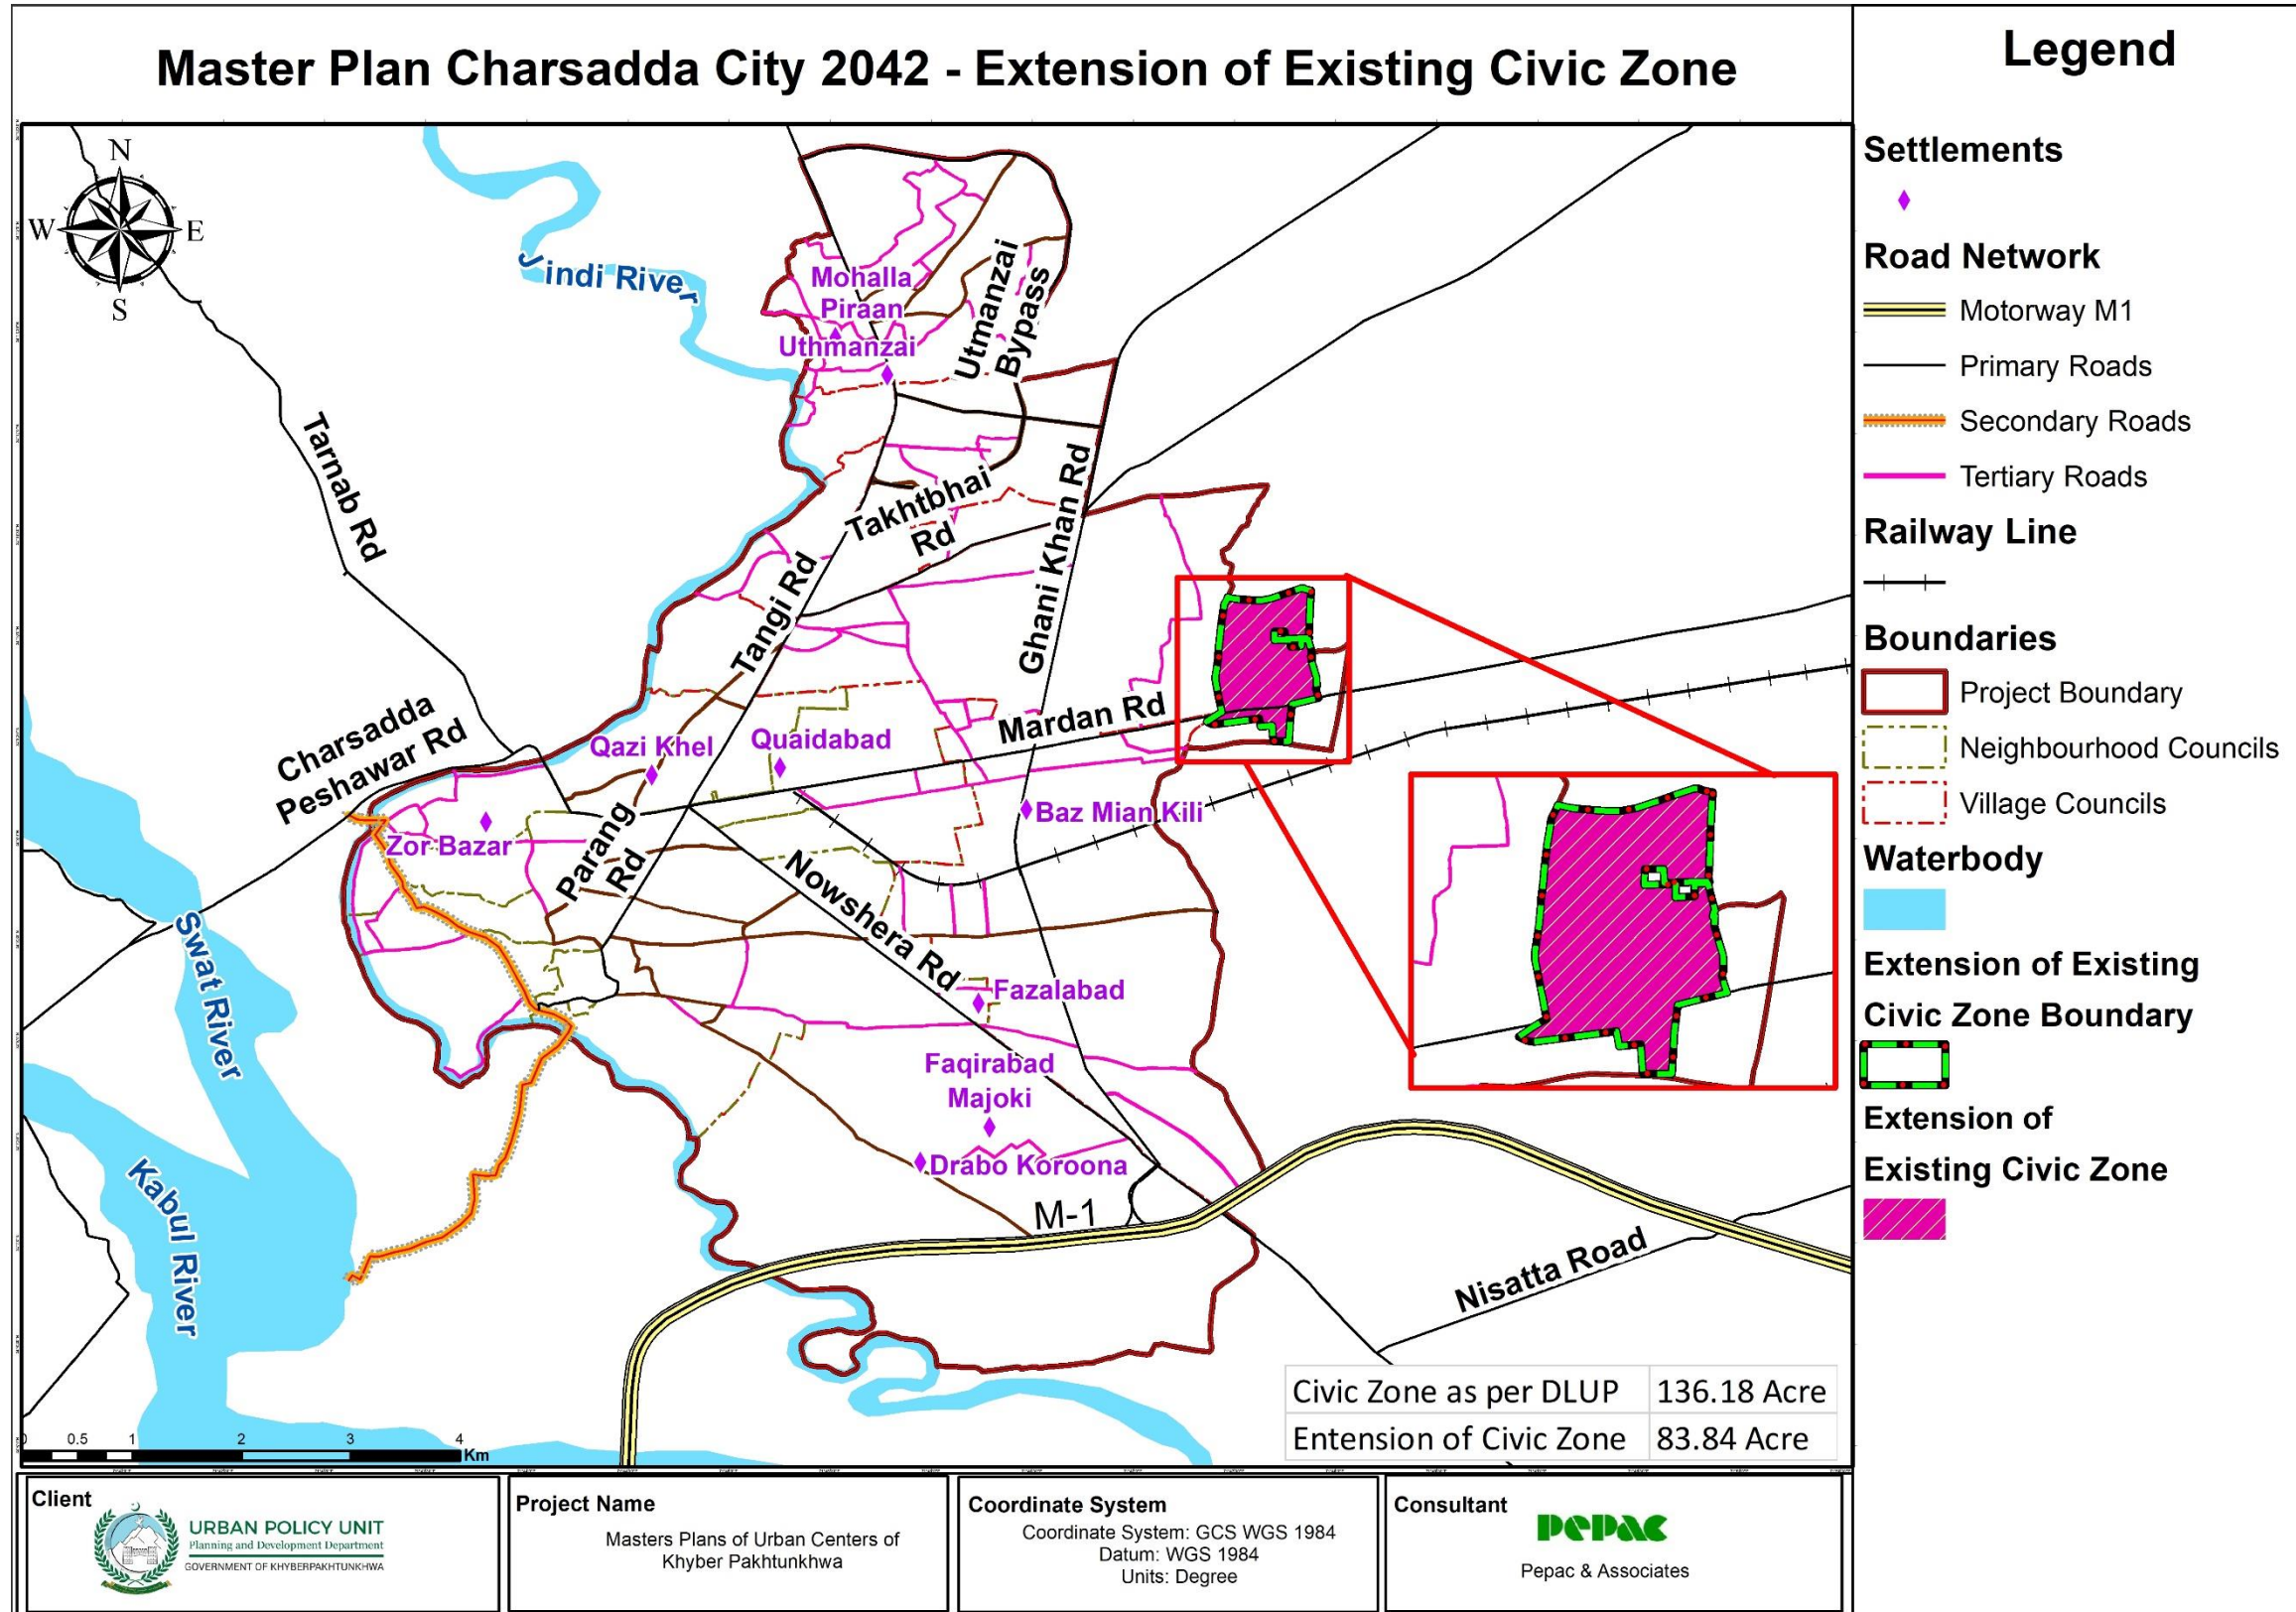 Master Plan Charsadda City 2042 - Extension of Existing Civic Zone
N
W
E
S
Jindi River
Mohalla
Piraan
Uthmanzai
Utmanzai
Bypass
Tarnab Rd
Takhtbhai
Rd
Ghani Khan Rd
Tangi Rd
Charsadda
Peshawar Rd
Mardan Rd
Qazi Khel
Quaidabad
Baz Mian Kili
Zor Bazar
Parang
Rd
Nowshera Rd
Swat River
Fazalabad
Faqirabad
Majoki
Drabo Koroona
Kabul River
M-1
Nisatta Road
Civic Zone as per DLUP 136.18 Acre
Entension of Civic Zone 83.84 Acre
0 0.5 1 2 3 4
Km
Legend
Settlements
Road Network
Motorway M1
Primary Roads
Secondary Roads
Tertiary Roads
Railway Line
Boundaries
Project Boundary
Neighbourhood Councils
Village Councils
Waterbody
Extension of Existing
Civic Zone Boundary
Extension of
Existing Civic Zone
Client
URBAN POLICY UNIT
Planning and Development Department
GOVERNMENT OF KHYBERPAKHTUNKHWA
Project Name
Masters Plans of Urban Centers of
Khyber Pakhtunkhwa
Coordinate System
Coordinate System: GCS WGS 1984
Datum: WGS 1984
Units: Degree
Consultant
PEPAC
Pepac & Associates